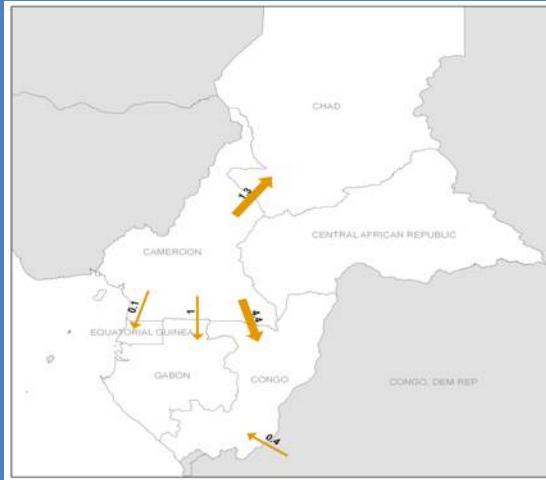 CHAD
1.3
CENTRAL AFRICAN REPUBLIC
CAMEROON
0.1
1
4.4
EQUATORIAL GUINEA
GABON
CONGO
CONGO, DEM REP
0.4